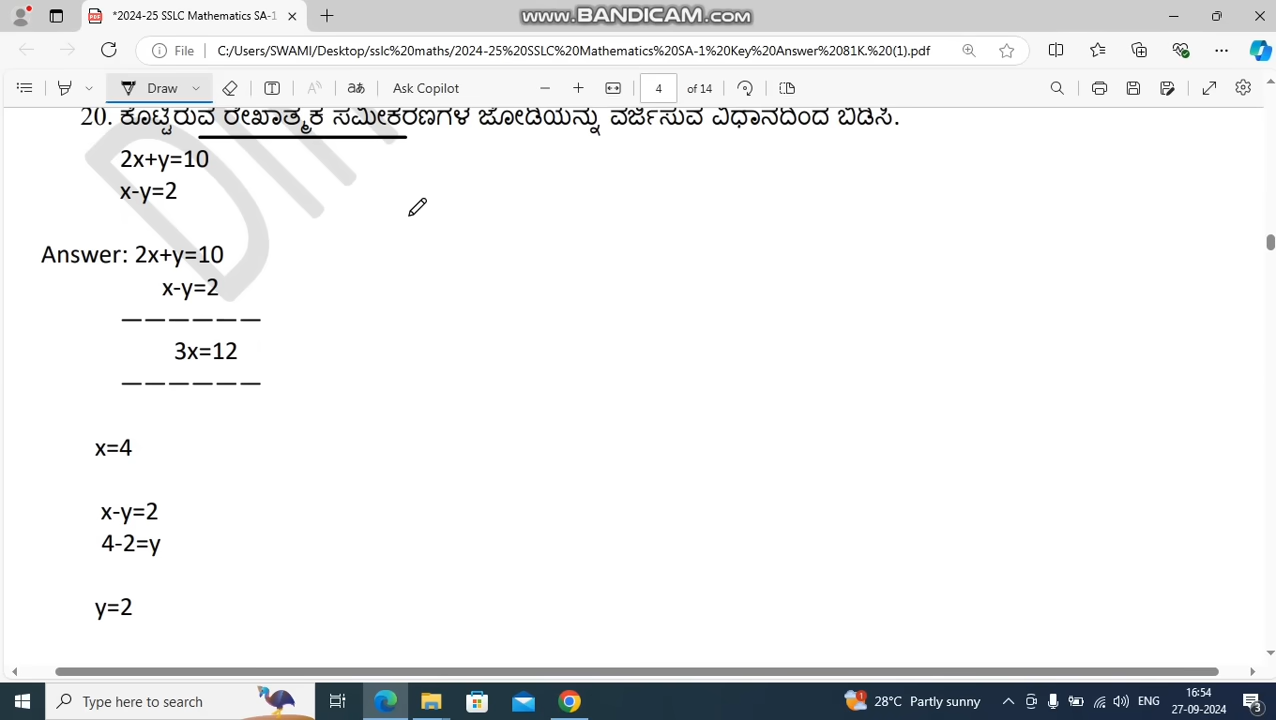 *2024-25 SSLC Mathematics SA-1
www.BANDICAM.com
File
C:/Users/SWAMI/Desktop/sslc%20maths/2024-25%20SSLC%20Mathematics%20SA-1%20Key%20Answer%2081K.%20(1).pdf
Draw
Ask Copilot
4
of 14
20. ಕೊಟ್ಟಿರುವ ರೇಖಾತ್ಮಕ ಸಮೀಕರಣಗಳ ಜೋಡಿಯನ್ನು ವರ್ಜಿಸುವ ವಿಧಾನದಿಂದ ಬಿಡಿಸಿ.
2x+y=10
x-y=2
Answer: 2x+y=10
x-y=2
— — — — — —
3x=12
— — — — — —
x=4
x-y=2
4-2=y
y=2
Type here to search
28°C Partly sunny
ENG
16:54
27-09-2024